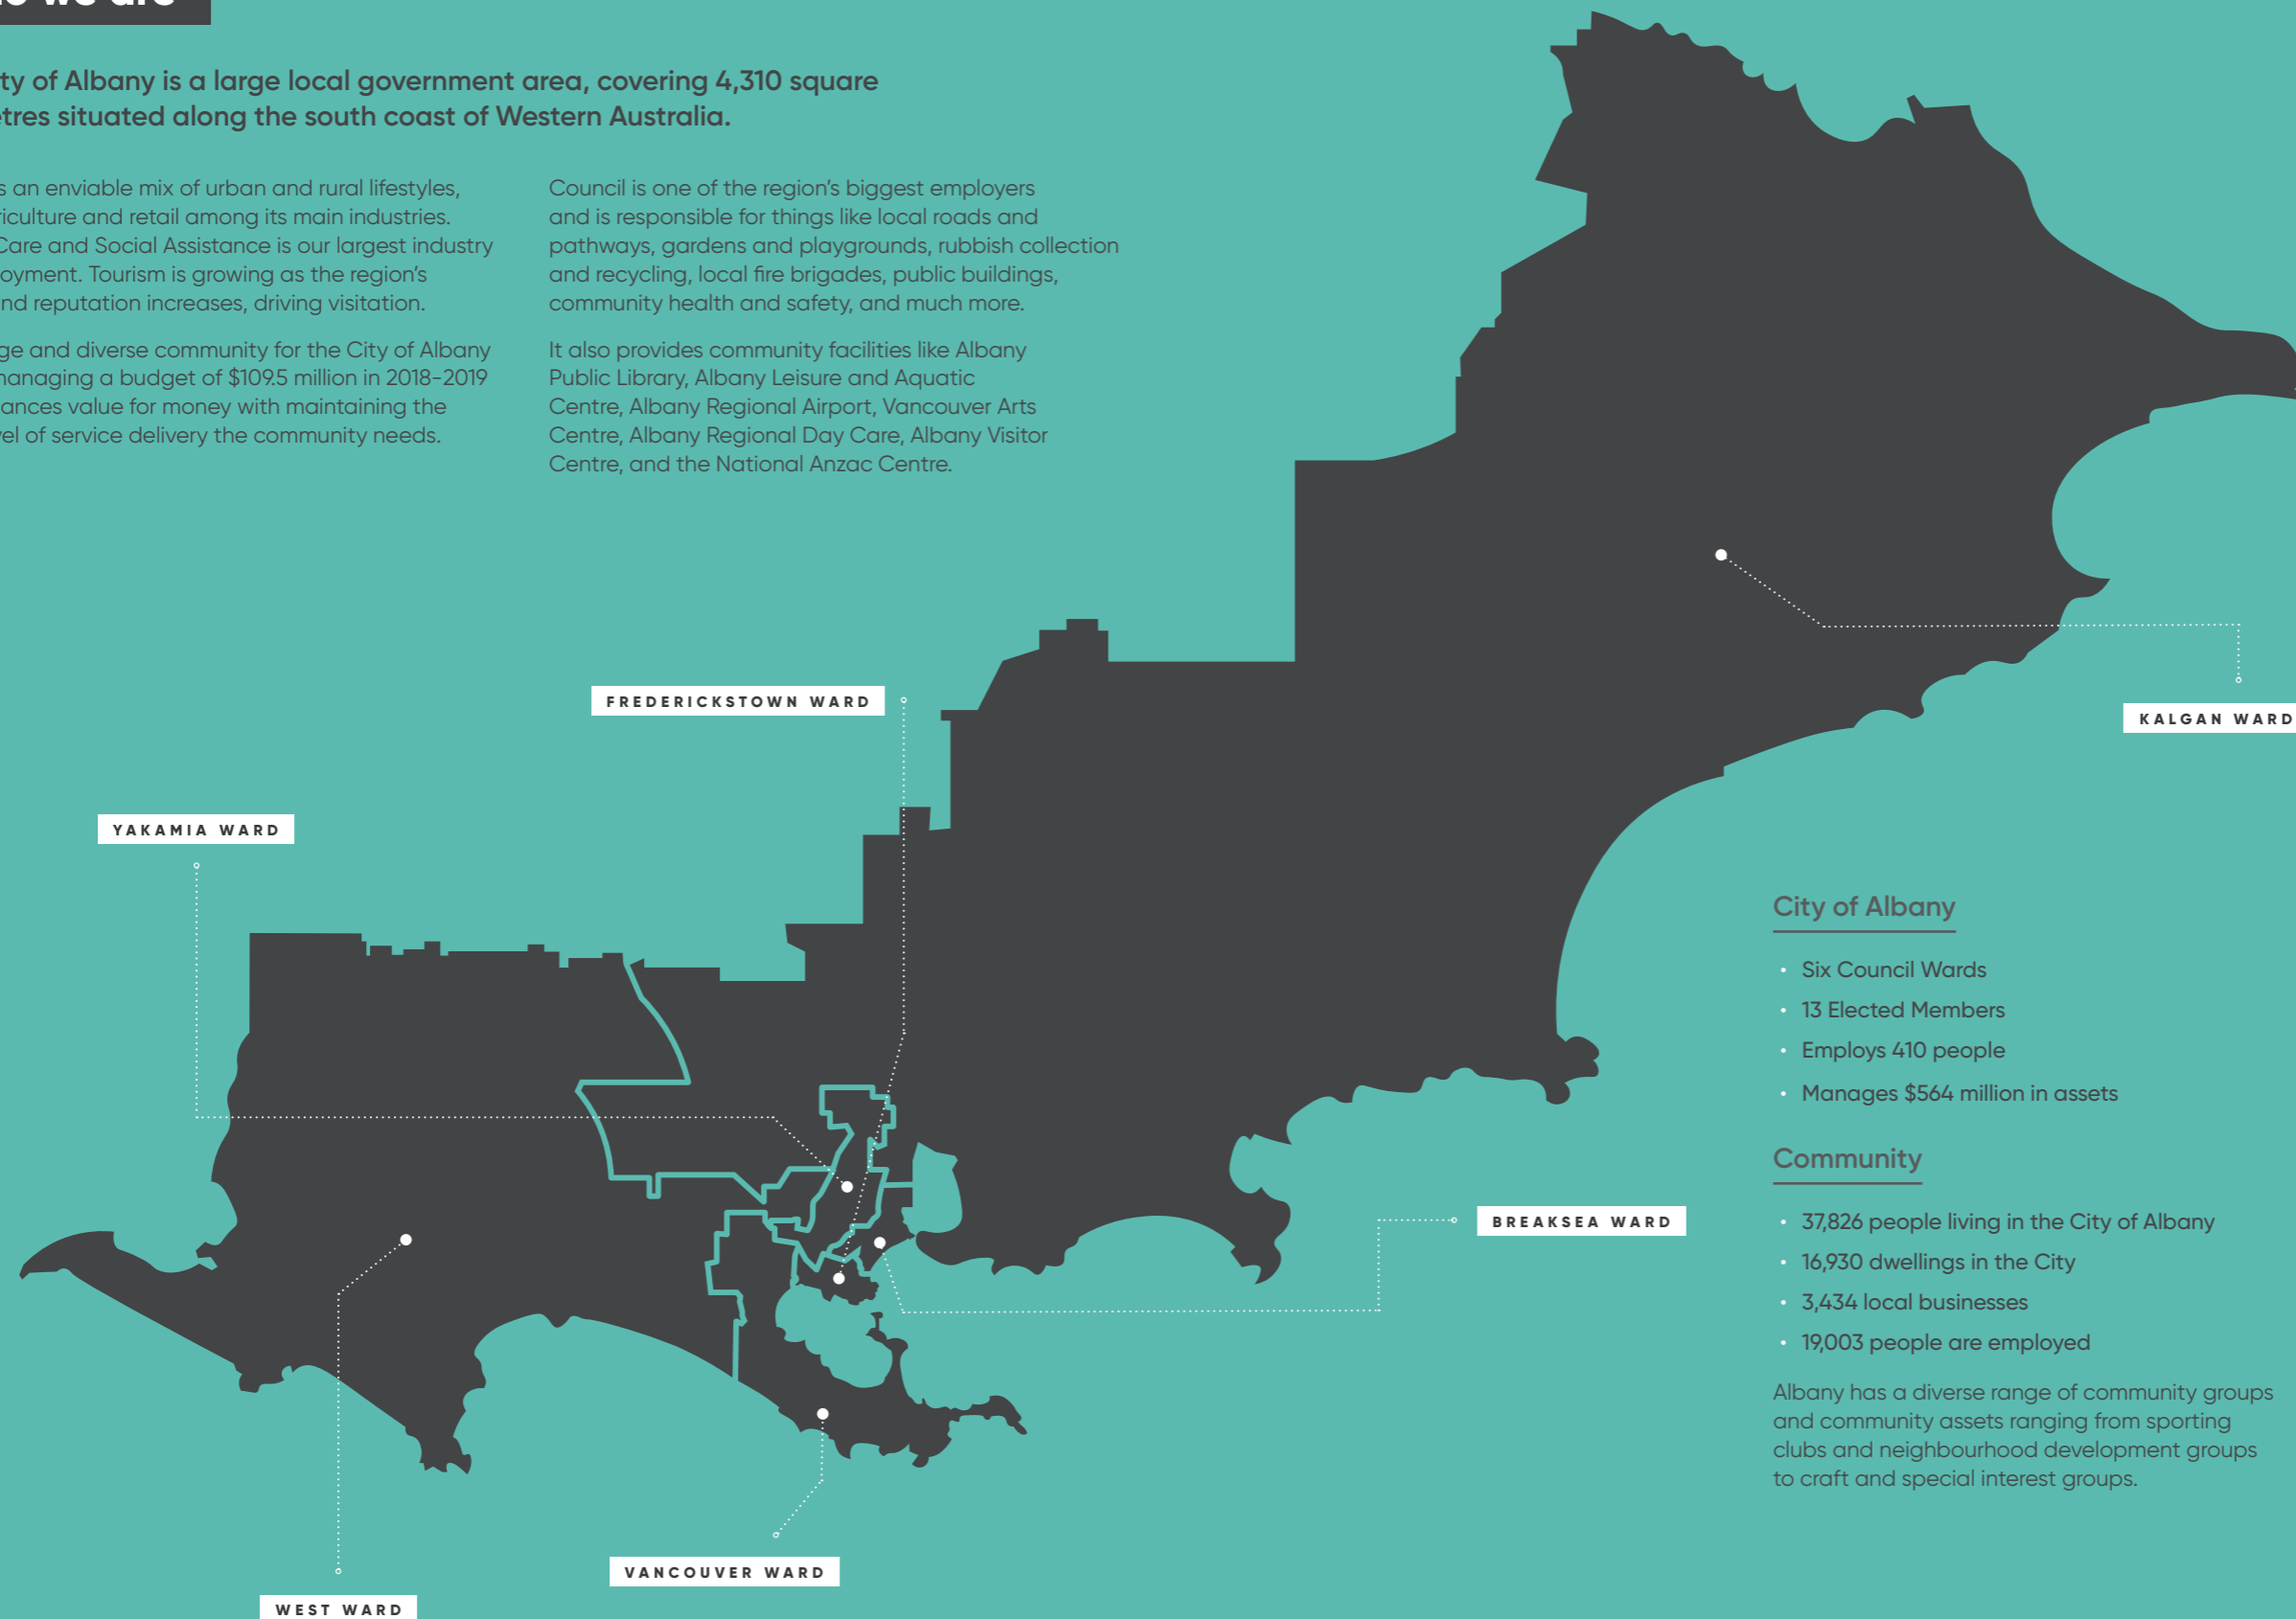 we are
ty of Albany is a large local government area, covering 4,310 square
etres situated along the south coast of Western Australia.
s an enviable mix of urban and rural lifestyles,
riculture and retail among its main industries.
Care and Social Assistance is our largest industry
oyment. Tourism is growing as the region's
nd reputation increases, driving visitation.
ge and diverse community for the City of Albany
managing a budget of $109.5 million in 2018-2019
ances value for money with maintaining the
vel of service delivery the community needs.
Council is one of the region's biggest employers
and is responsible for things like local roads and
pathways, gardens and playgrounds, rubbish collection
and recycling, local fire brigades, public buildings,
community health and safety, and much more.
It also provides community facilities like Albany
Public Library, Albany Leisure and Aquatic
Centre, Albany Regional Airport, Vancouver Arts
Centre, Albany Regional Day Care, Albany Visitor
Centre, and the National Anzac Centre.
FREDERICKSTOWN WARD
KALGAN WARD
YAKAMIA WARD
BREAKSEA WARD
VANCOUVER WARD
WEST WARD
City of Albany
• Six Council Wards
• 13 Elected Members
• Employs 410 people
• Manages $564 million in assets
Community
• 37,826 people living in the City of Albany
• 16,930 dwellings in the City
• 3,434 local businesses
• 19,003 people are employed
Albany has a diverse range of community groups
and community assets ranging from sporting
clubs and neighbourhood development groups
to craft and special interest groups.